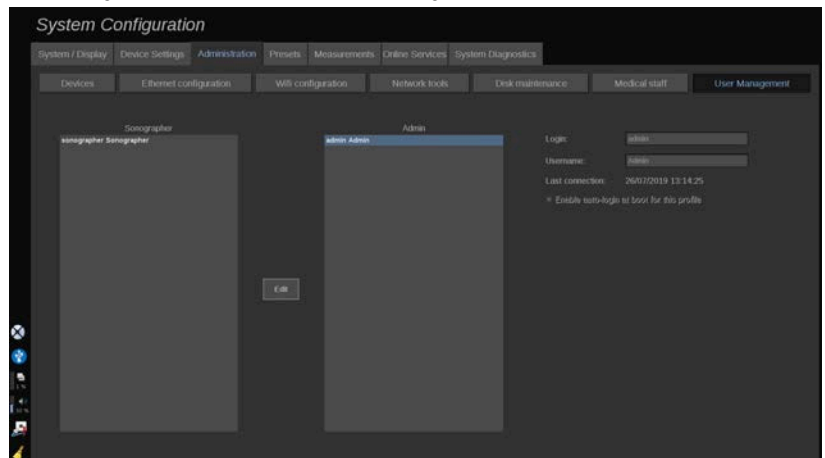 System Configuration
System / Display Device Settings Administration Presets Measurements Online Services System Diagnostics
Devices Ethernet configuration Wifi configuration Network tools Disk maintenance Medical staff User Management
Sonographer Admin
sonographer Sonographer admin Admin
Login: admin
Username: Admin
Last connection: 26/07/2019 13:14:25
Enable auto-login at boot for this profile
Edit